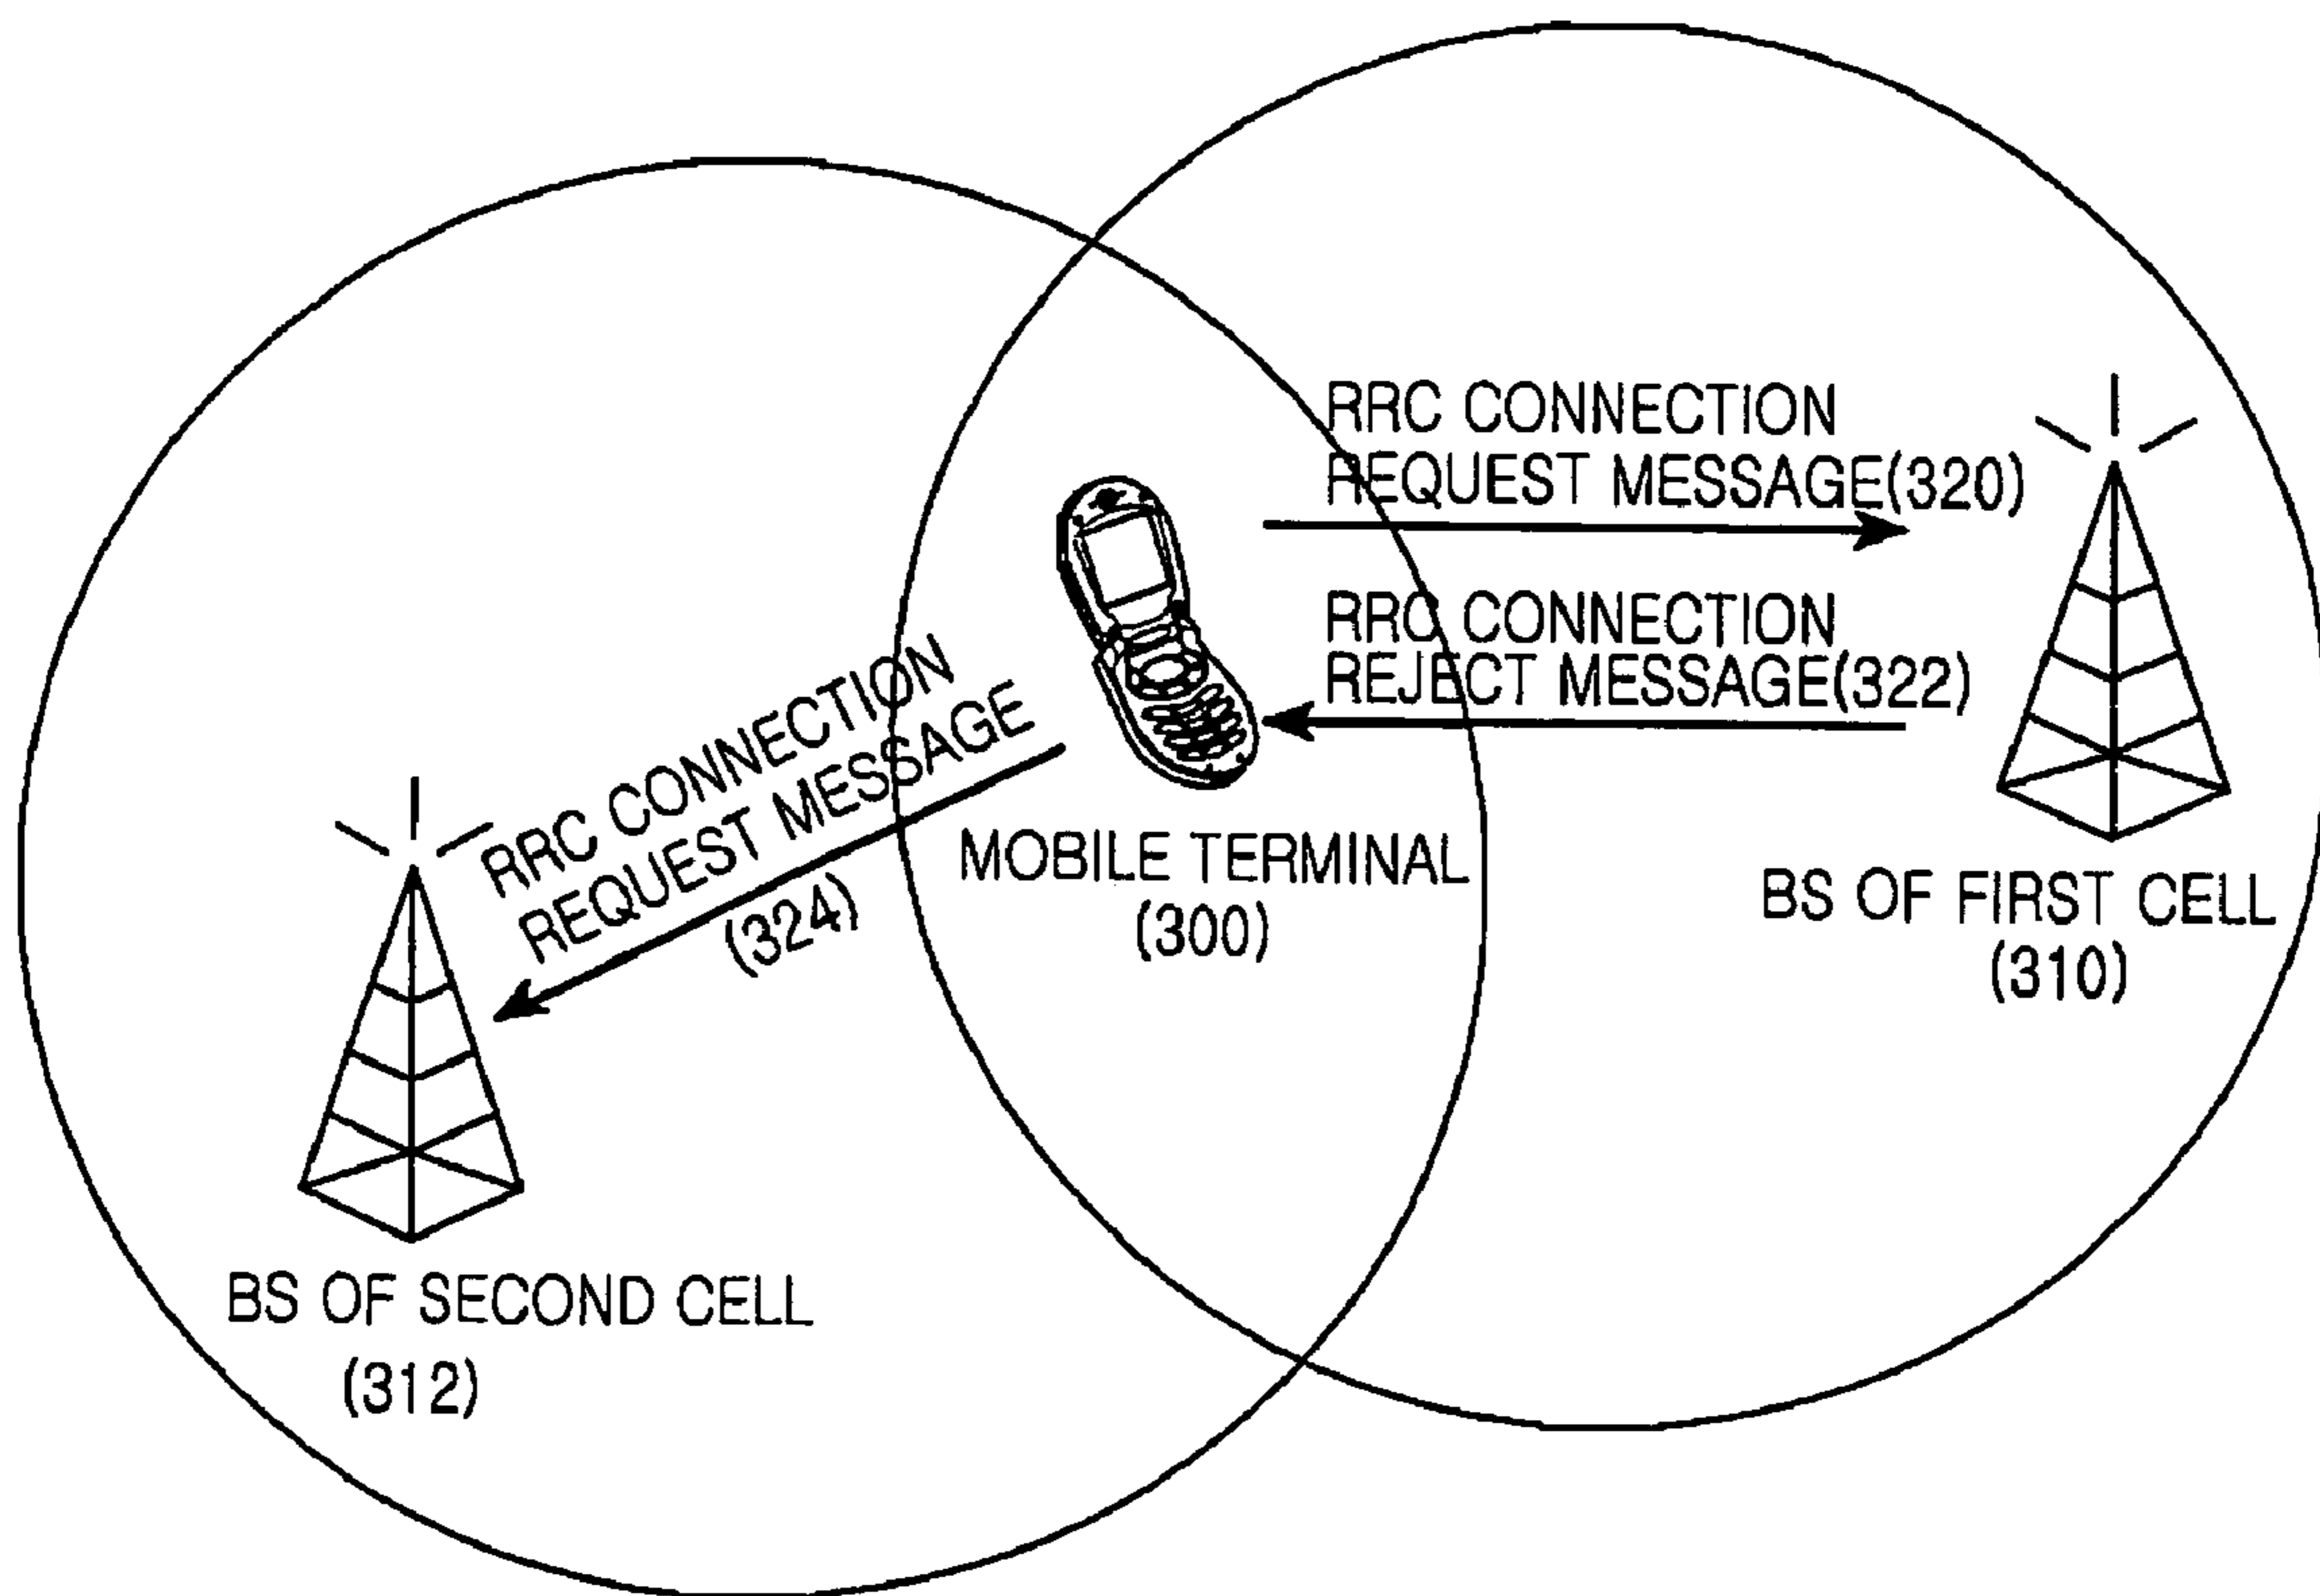 RRC CONNECTION
REQUEST MESSAGE(320)
RRC CONNECTION
REJECT MESSAGE(322)
RRC CONNECTION
REQUEST MESSAGE
(324)
MOBILE TERMINAL
(300)
BS OF FIRST CELL
(310)
BS OF SECOND CELL
(312)